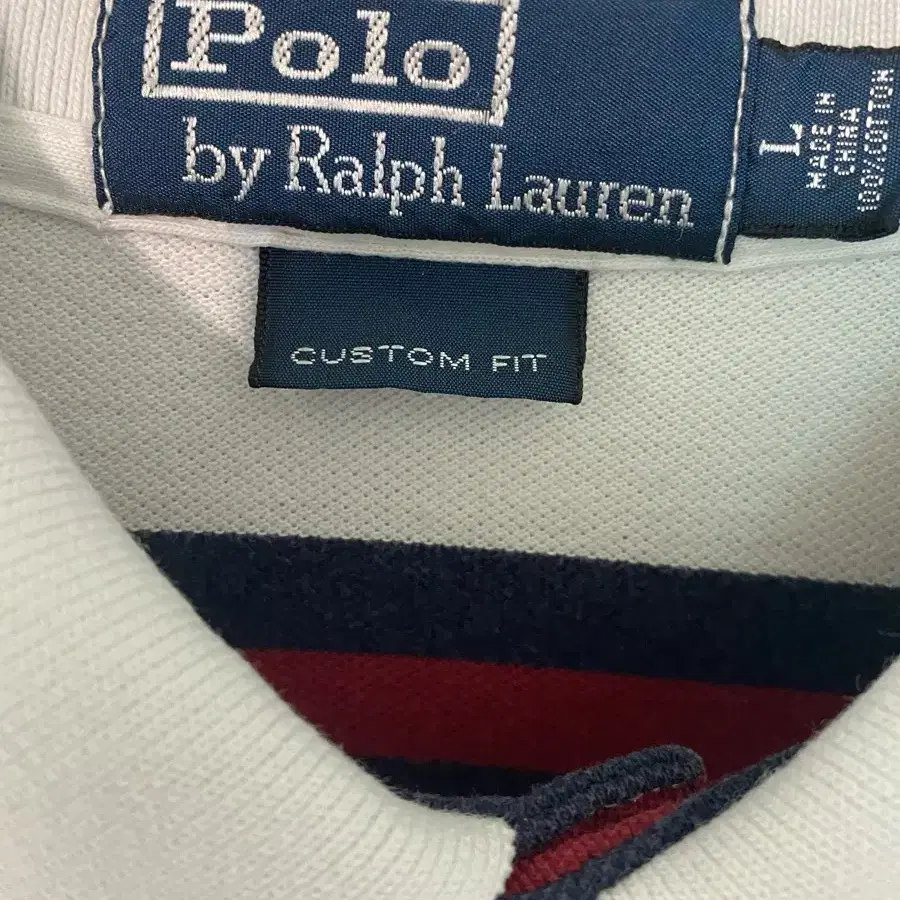 Polo
by Ralph Lauren
L
MADE IN
CHINA
100% COTTON
CUSTOM FIT